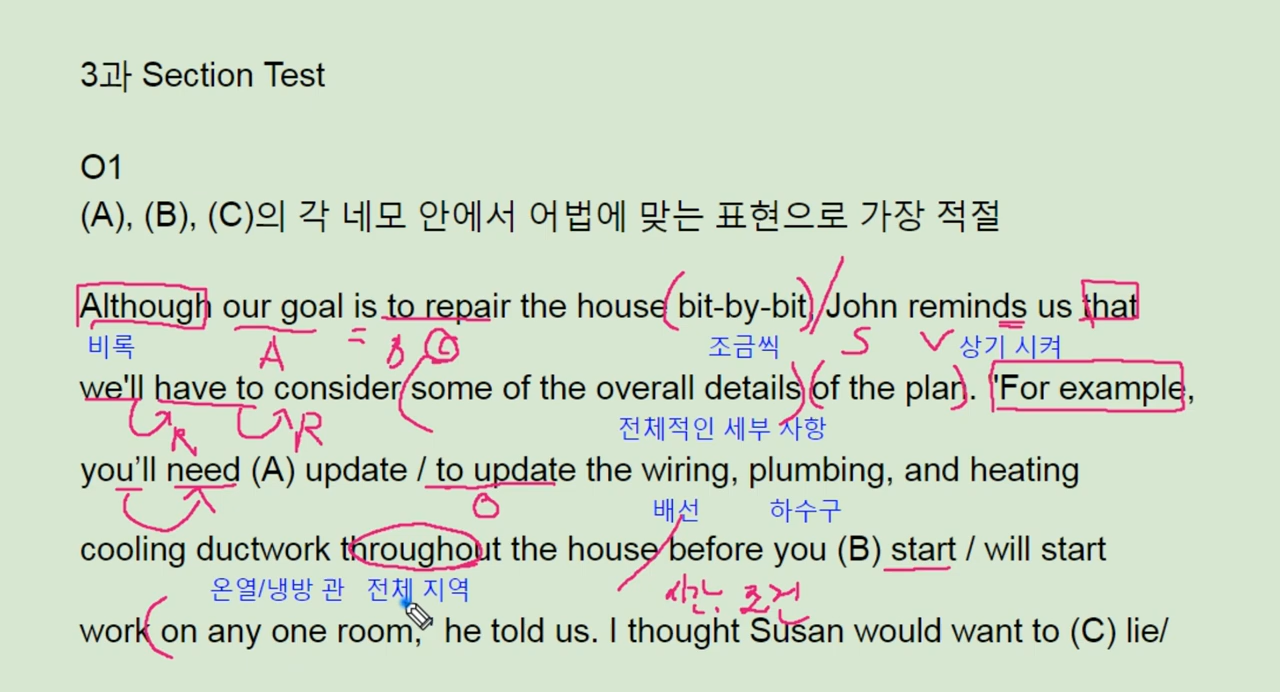 3과 Section Test
O1
(A), (B), (C)의 각 네모 안에서 어법에 맞는 표현으로 가장 적절
Although our goal is to repair the house bit-by-bit, John reminds us that
비록 A = B C 조금씩 S V 상기 시켜
we'll have to consider some of the overall details of the plan. "For example,
R R 전체적인 세부 사항
you’ll need (A) update / to update the wiring, plumbing, and heating
O 배선 하수구
cooling ductwork throughout the house before you (B) start / will start
온열/냉방 관 전체 지역 시간, 조건
work on any one room," he told us. I thought Susan would want to (C) lie/